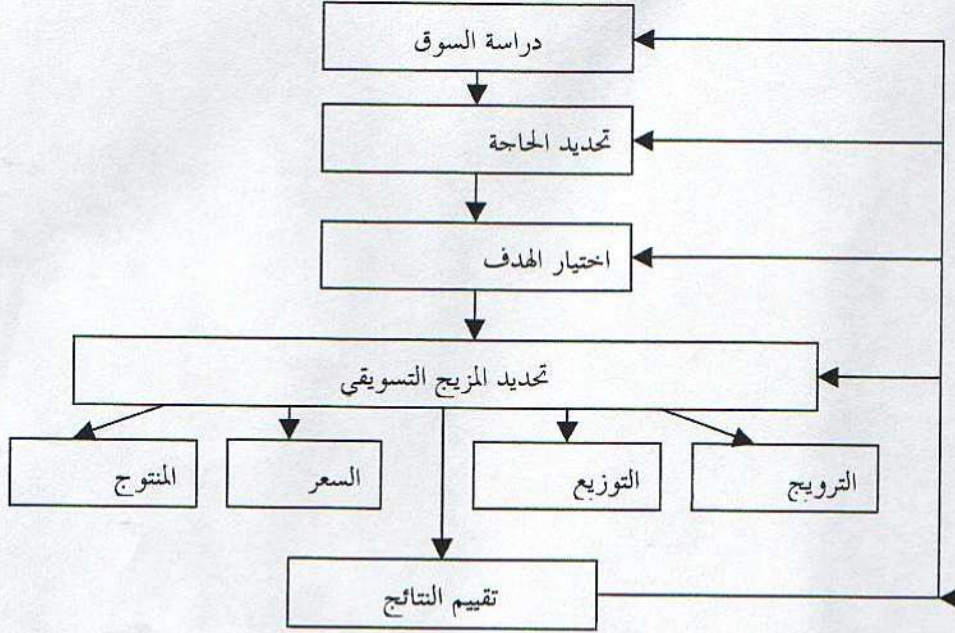 دراسة السوق
تحديد الحاجة
اختيار الهدف
تحديد المزيج التسويقي
الترويج
التوزيع
السعر
المنتوج
تقييم النتائج